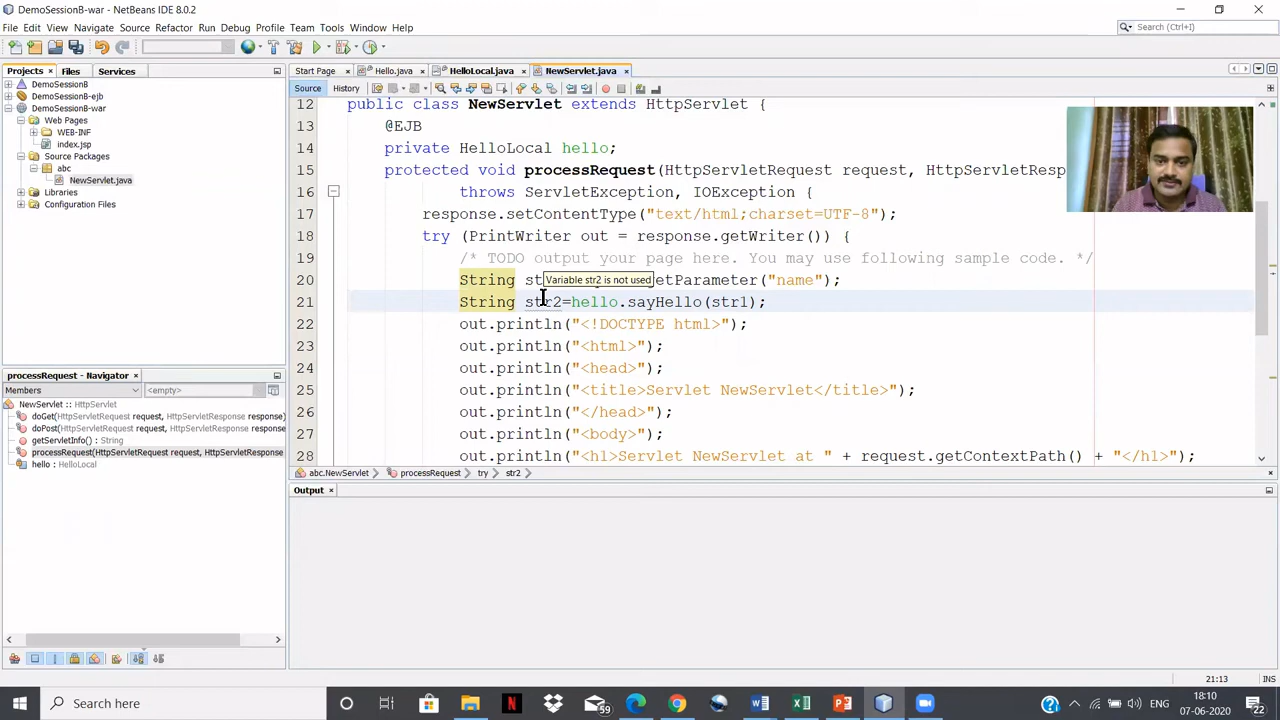 DemoSessionB-war - NetBeans IDE 8.0.2
File Edit View Navigate Source Refactor Run Debug Profile Team Tools Window Help
Search (Ctrl+I)
Projects Files Services
Start Page Hello.java HelloLocal.java NewServlet.java
Source History
DemoSessionB
DemoSessionB-ejb
DemoSessionB-war
Web Pages
WEB-INF
index.jsp
Source Packages
abc
NewServlet.java
Libraries
Configuration Files
12 public class NewServlet extends HttpServlet {
13 @EJB
14 private HelloLocal hello;
15 protected void processRequest(HttpServletRequest request, HttpServletResp
16 throws ServletException, IOException {
17 response.setContentType("text/html;charset=UTF-8");
18 try (PrintWriter out = response.getWriter()) {
19 /* TODO output your page here. You may use following sample code. */
20 String st Variable str2 is not used getParameter("name");
21 String str2=hello.sayHello(str1);
22 out.println("<!DOCTYPE html>");
23 out.println("<html>");
24 out.println("<head>");
25 out.println("<title>Servlet NewServlet</title>");
26 out.println("</head>");
27 out.println("<body>");
28 out.println("<h1>Servlet NewServlet at " + request.getContextPath() + "</h1>");
abc.NewServlet processRequest try str2
processRequest - Navigator
Members <empty>
NewServlet :: HttpServlet
doGet(HttpServletRequest request, HttpServletResponse response)
doPost(HttpServletRequest request, HttpServletResponse response)
getServletInfo() : String
processRequest(HttpServletRequest request, HttpServletResponse
hello : HelloLocal
Output
21:13 INS
Search here
59
ENG
18:10
07-06-2020
22